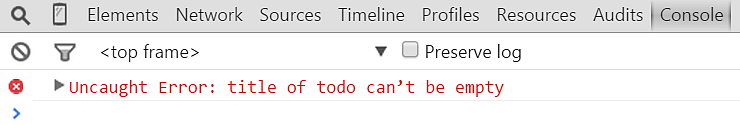 Elements Network Sources Timeline Profiles Resources Audits Console
<top frame> Preserve log
Uncaught Error: title of todo can’t be empty